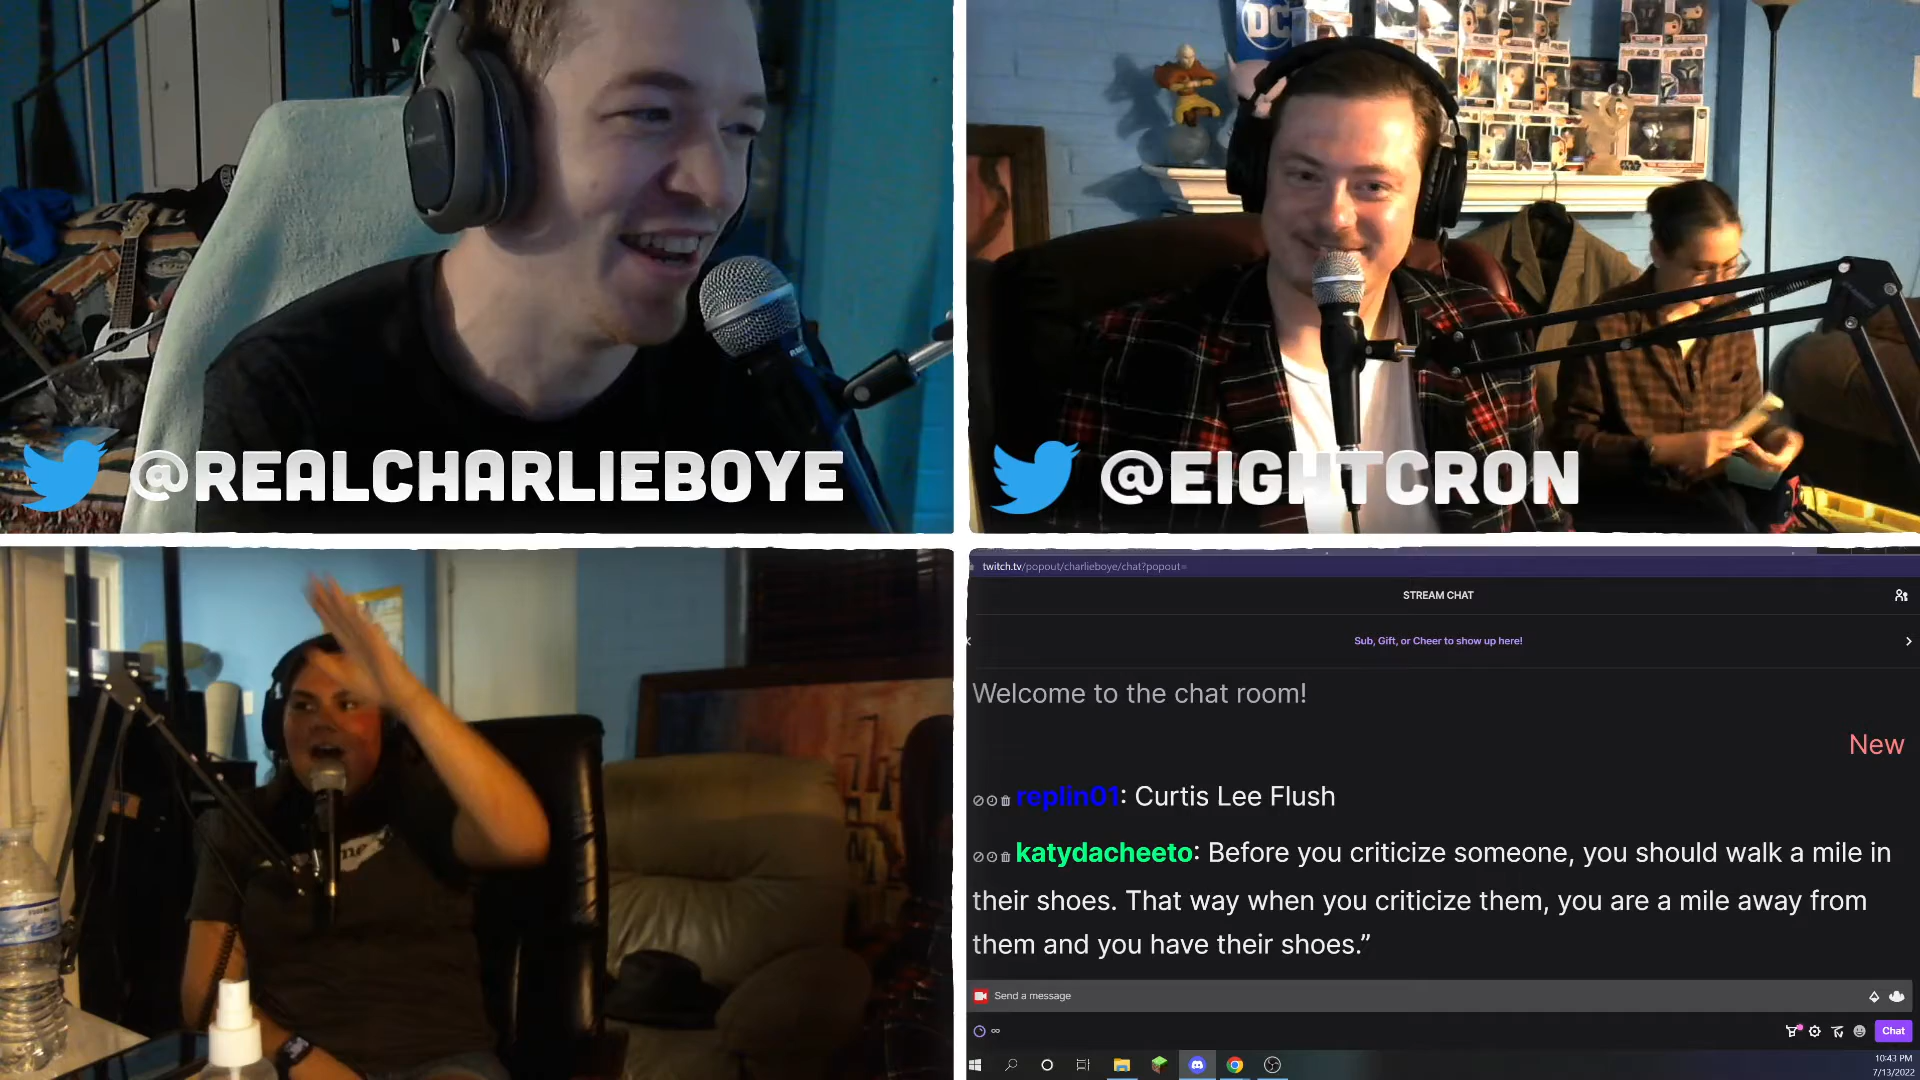 DC
@REALCHARLIEBOYE
@EIGHTCRON
twitch.tv/popout/charlieboye/chat?popout=
STREAM CHAT
Sub, Gift, or Cheer to show up here!
Welcome to the chat room!
New
replin01: Curtis Lee Flush
katydacheeto: Before you criticize someone, you should walk a mile in
their shoes. That way when you criticize them, you are a mile away from
them and you have their shoes.”
Send a message
Chat
10:43 PM
7/13/2022